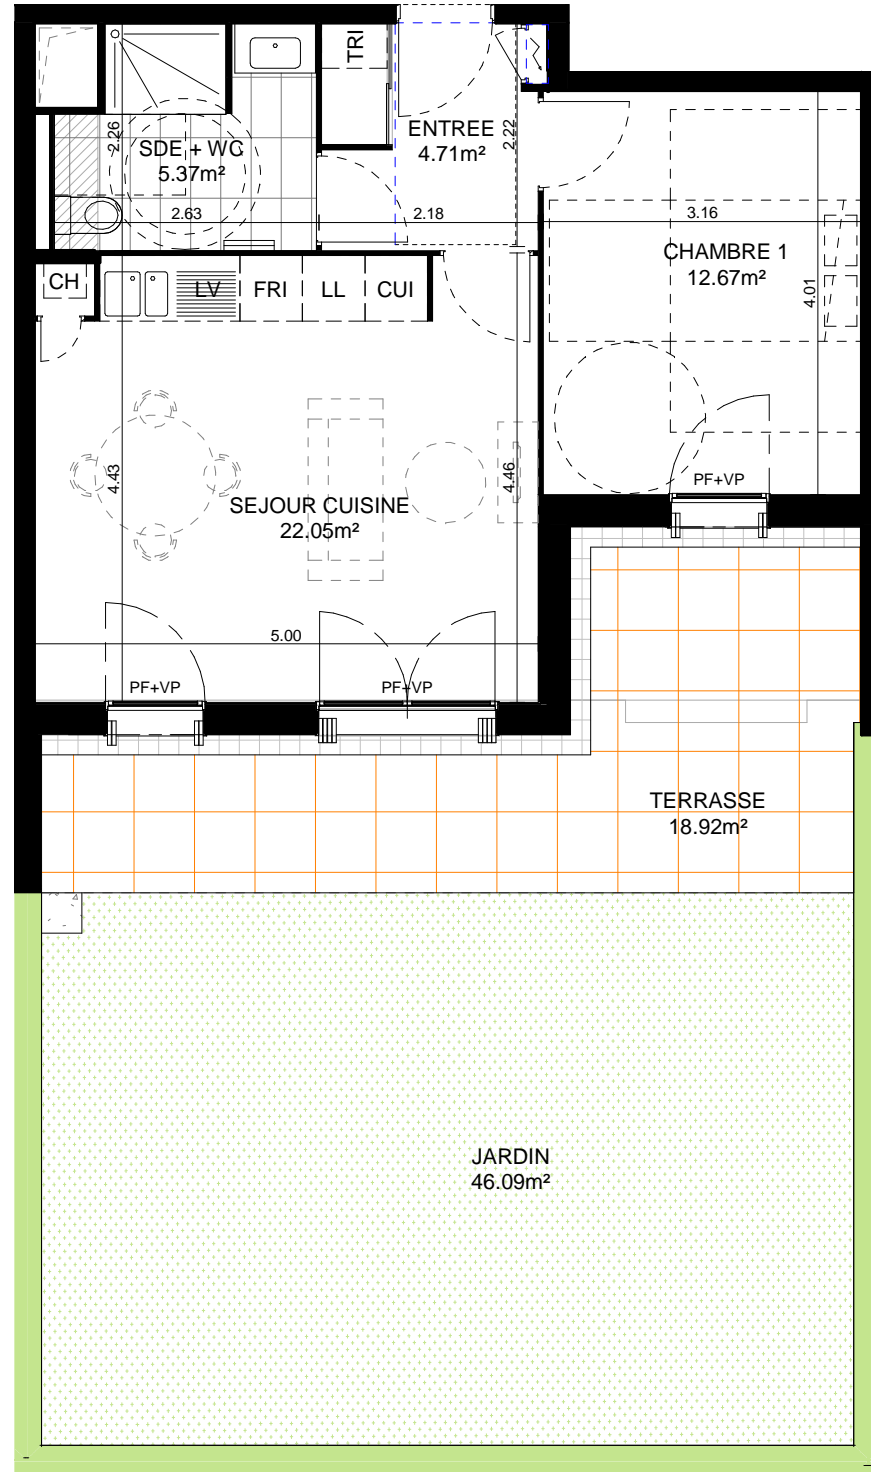 TRI
ENTREE
4.71m²
2.22
2.26
SDE + WC
5.37m²
2.63
2.18
3.16
CHAMBRE 1
12.67m²
4.01
CH
LV
FRI
LL
CUI
4.43
4.46
SEJOUR CUISINE
22.05m²
PF+VP
5.00
PF+VP
PF+VP
TERRASSE
18.92m²
JARDIN
46.09m²